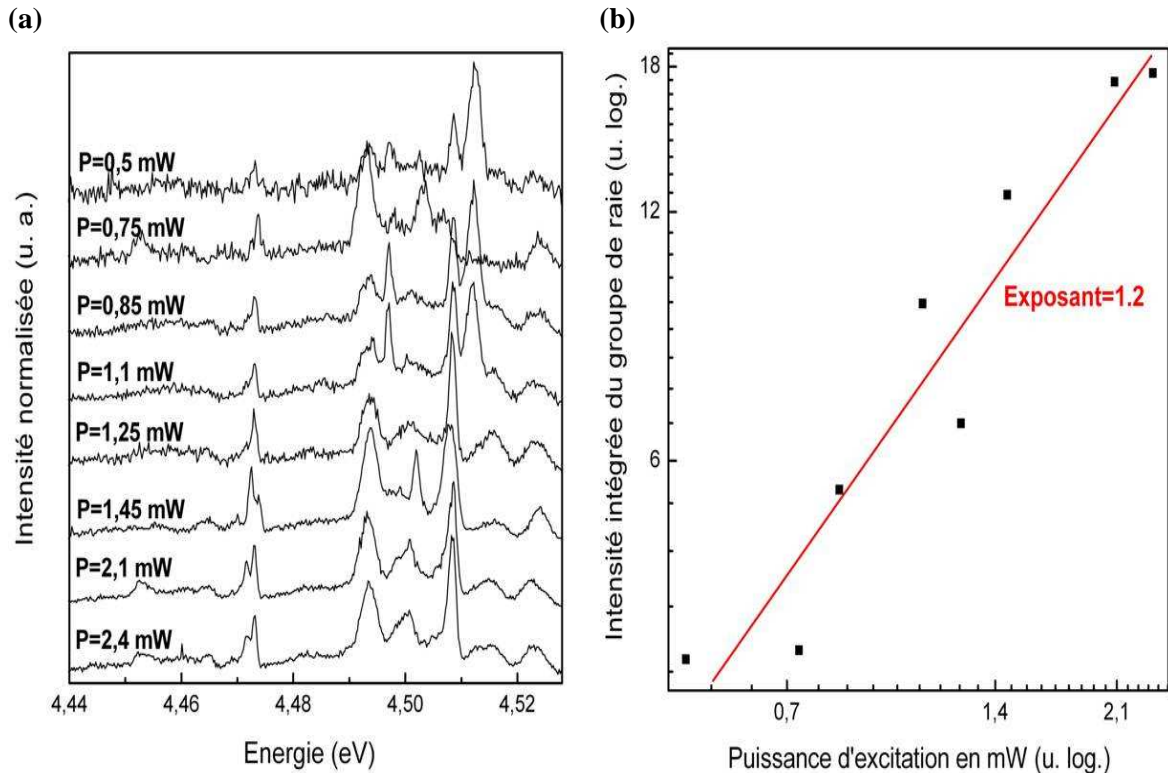 (a)
(b)
P=0,5 mW
P=0,75 mW
P=0,85 mW
P=1,1 mW
P=1,25 mW
P=1,45 mW
P=2,1 mW
P=2,4 mW
Intensité normalisée (u. a.)
4,44 4,46 4,48 4,50 4,52
Energie (eV)
Intensité intégrée du groupe de raie (u. log.)
18
12
6
Exposant=1.2
0,7 1,4 2,1
Puissance d'excitation en mW (u. log.)